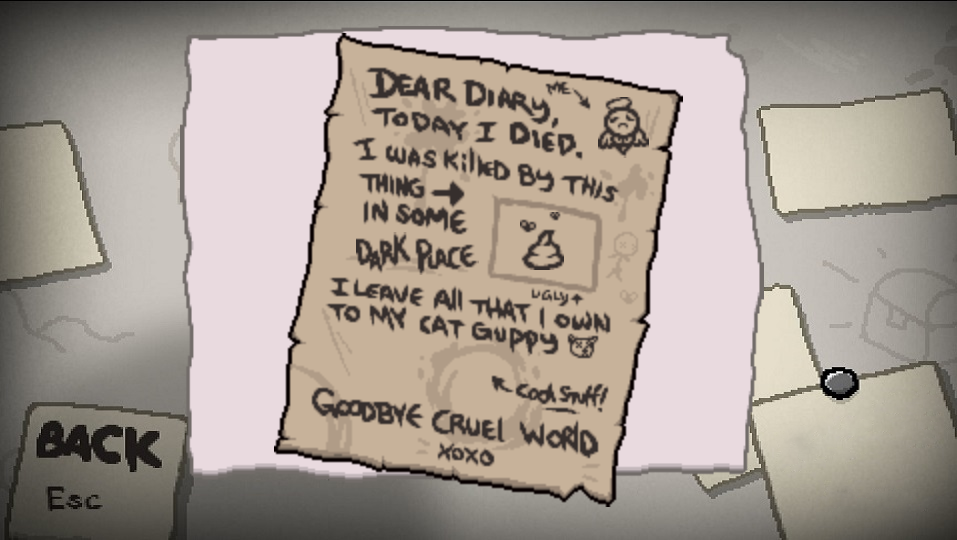 DEAR DIARY,
ME
TODAY I DIED.
I WAS KillED BY THIS
THING
IN SOME
DARK PLACE
UGLY
I LEAVE All THAT I OWN
TO MY CAT GUPPY
Cool Stuff!
GOODBYE CRUEl WORlD
XOXO
BACK
Esc